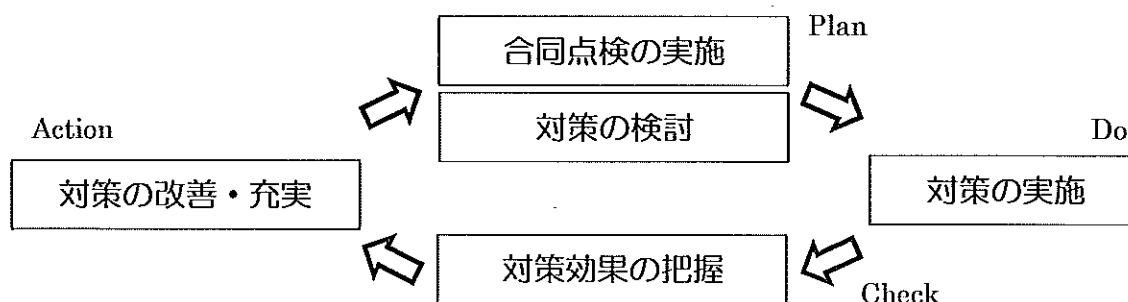 合同点検の実施
Plan
対策の検討
Action
Do
対策の改善・充実
対策の実施
対策効果の把握
Check